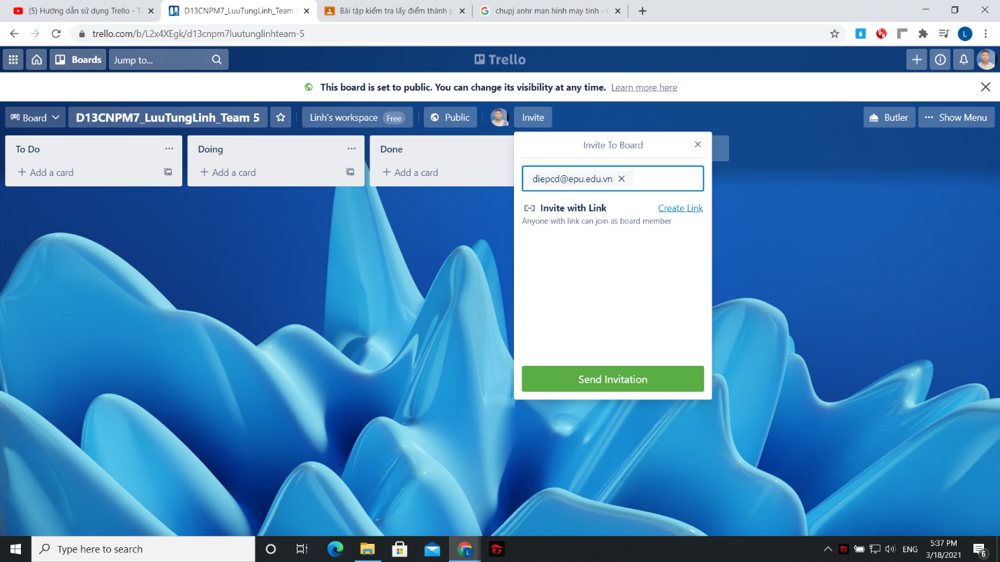 (5) Hướng dẫn sử dụng Trello - T
D13CNPM7_LuuTungLinh_Team 5
Bài tập kiểm tra lấy điểm thành p
chupj anhr man hinh may tinh - G
trello.com/b/L2x4XEgk/d13cnpm7luutunglinhteam-5
L
Boards
Jump to...
Trello
This board is set to public. You can change its visibility at any time. Learn more here
Board
D13CNPM7_LuuTungLinh_Team 5
Linh's workspace Free
Public
Invite
Butler
... Show Menu
To Do
Doing
Done
+ Add a card
+ Add a card
+ Add a card
Invite To Board
diepcd@epu.edu.vn
Invite with Link
Create Link
Anyone with link can join as board member
Send Invitation
Type here to search
L
ENG
5:37 PM
3/18/2021
6